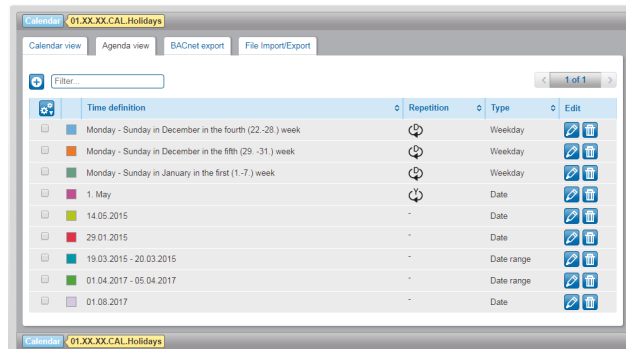 Calendar 01.XX.XX.CAL.Holidays
Calendar view Agenda view BACnet export File Import/Export
Filter... 1 of 1
Time definition Repetition Type Edit
Monday - Sunday in December in the fourth (22.-28.) week D Weekday
Monday - Sunday in December in the fifth (29. -31.) week D Weekday
Monday - Sunday in January in the first (1.-7.) week D Weekday
1. May Y Date
14.05.2015 - Date
29.01.2015 - Date
19.03.2015 - 20.03.2015 - Date range
01.04.2017 - 05.04.2017 - Date range
01.08.2017 - Date
Calendar 01.XX.XX.CAL.Holidays